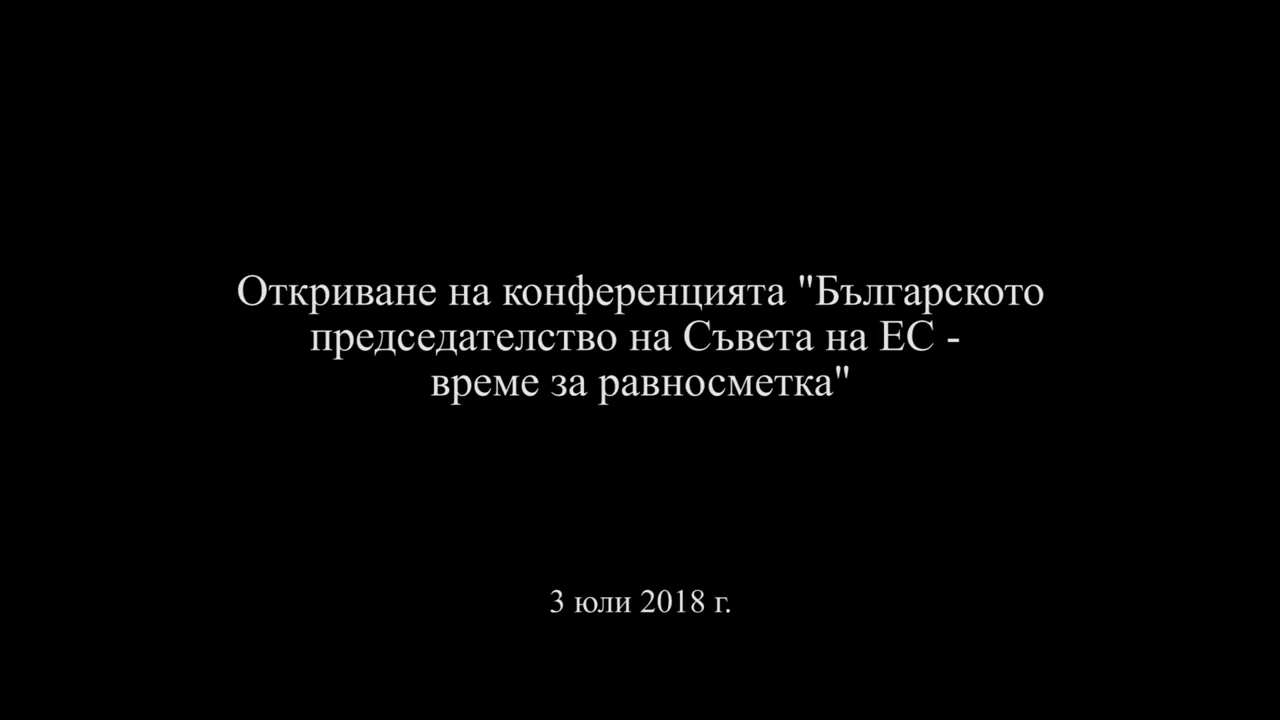 Откриване на конференцията "Българското
председателство на Съвета на ЕС -
време за равносметка"
3 юли 2018 г.